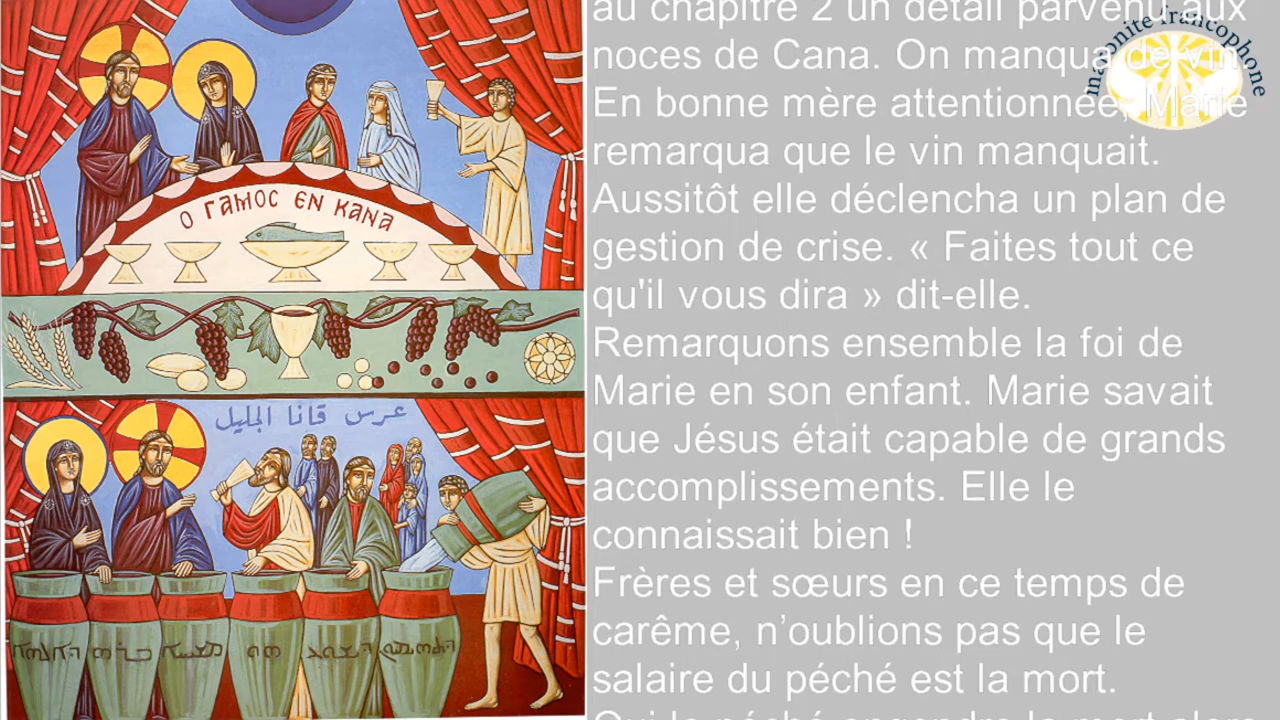 Ο ΓΑΜΟC ЄΝ ΚΑΝΑ
عرس قانا الجليل
au chapitre 2 un détail parvenu aux
noces de Cana. On manqua de vin.
En bonne mère attentionnée, Marie
remarqua que le vin manquait.
Aussitôt elle déclencha un plan de
gestion de crise. « Faites tout ce
qu'il vous dira » dit-elle.
Remarquons ensemble la foi de
Marie en son enfant. Marie savait
que Jésus était capable de grands
accomplissements. Elle le
connaissait bien !
Frères et sœurs en ce temps de
carême, n’oublions pas que le
salaire du péché est la mort.
maronite francophone